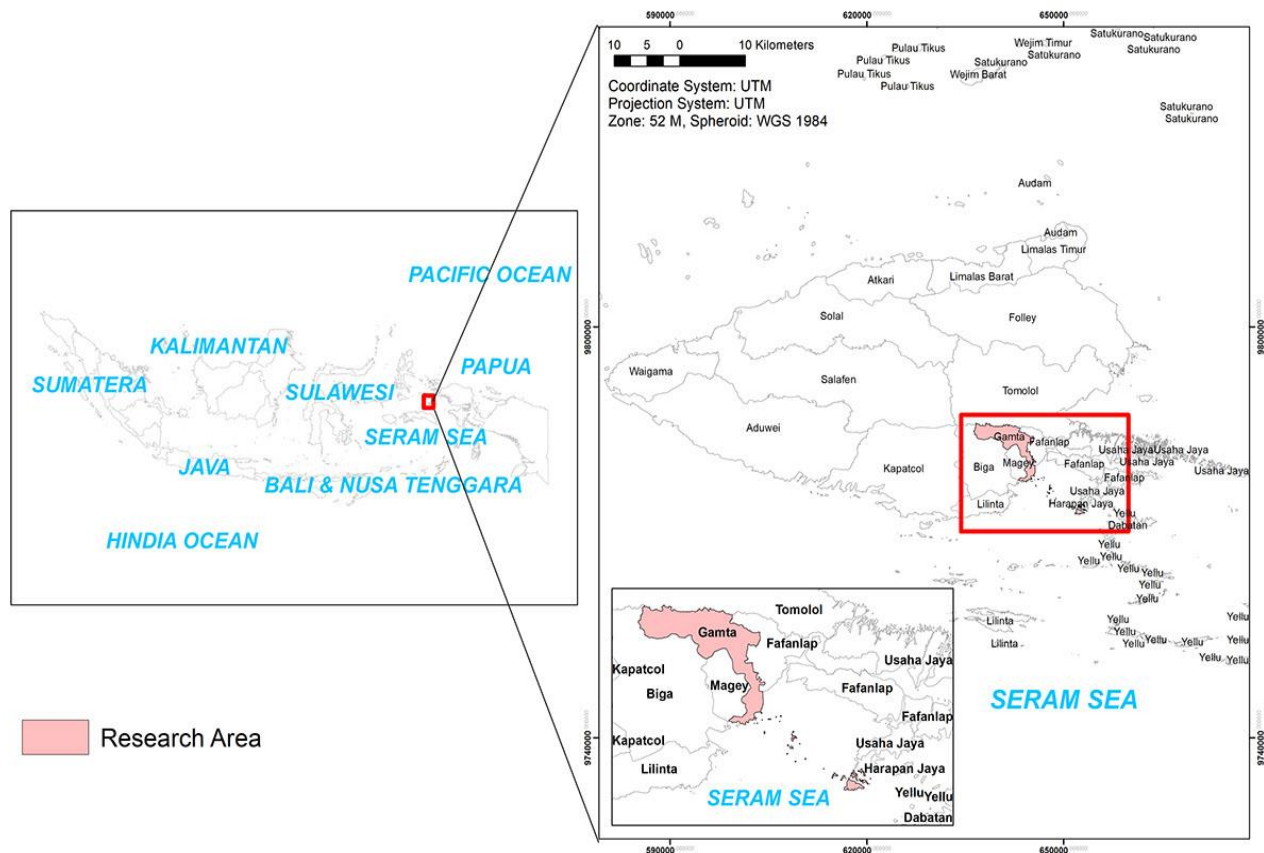 590000
620000
650000
10 5 0 10 Kilometers
Coordinate System: UTM
Projection System: UTM
Zone: 52 M, Spheroid: WGS 1984
Pulau Tikus
Pulau Tikus
Pulau Tikus
Pulau Tikus
Wejim Timur
Satukurano
Satukurano
Wejim Barat
Satukurano
Satukurano
Satukurano
Satukurano
Satukurano
Audam
Audam
Limalas Timur
Limalas Barat
Atkari
Solal
Folley
Waigama
Salafen
Tomolol
Aduwei
Kapatcol
Gamta
Fafanlap
Biga
Magey
Fafanlap
Usaha Jaya
Usaha Jaya
Usaha Jaya
Usaha Jaya
Fafanlap
Usaha Jaya
Lilinta
Harapan Jaya
Yellu
Dabatan
Yellu
Yellu
Yellu
Yellu
Yellu
Yellu
Yellu
Lilinta
Lilinta
Yellu
Yellu
Yellu
Yellu
Yellu
Yellu
Yellu
Yellu
Yellu
SERAM SEA
9800000
9740000
9800000
9740000
PACIFIC OCEAN
KALIMANTAN
PAPUA
SUMATERA
SULAWESI
SERAM SEA
JAVA
BALI & NUSA TENGGARA
HINDIA OCEAN
Research Area
Tomolol
Gamta
Fafanlap
Usaha Jaya
Kapatcol
Biga
Magey
Fafanlap
Fafanlap
Kapatcol
Usaha Jaya
Lilinta
Harapan Jaya
SERAM SEA
Yellu
Yellu
Dabatan
590000
620000
650000